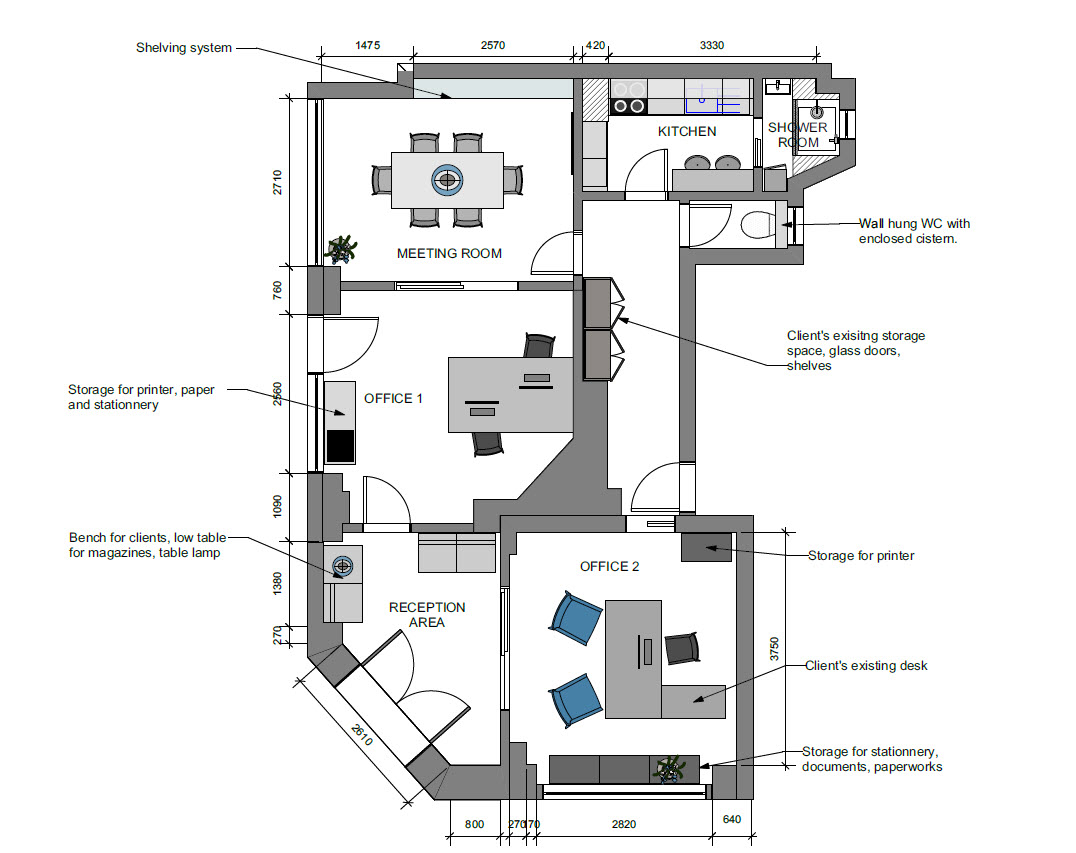 1475
2570
420
3330
Shelving system
KITCHEN
SHOWER
ROOM
2710
Wall hung WC with
enclosed cistern.
MEETING ROOM
760
Client's exisitng storage
space, glass doors,
shelves
Storage for printer, paper
and stationnery
2560
OFFICE 1
1090
Bench for clients, low table
for magazines, table lamp
Storage for printer
OFFICE 2
1380
RECEPTION
AREA
270
3750
Client's existing desk
2610
Storage for stationnery,
documents, paperworks
800
270
170
2820
640